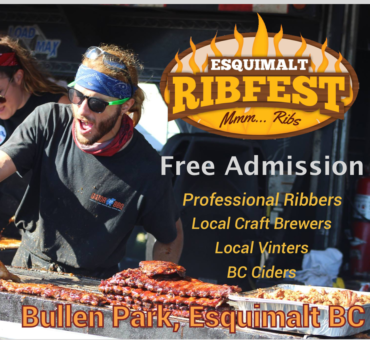 ROAD
ESQUIMALT
RIBFEST
Mmm... Ribs
Free Admission
Professional Ribbers
Local Craft Brewers
Local Vinters
BC Ciders
Bullen Park, Esquimalt BC